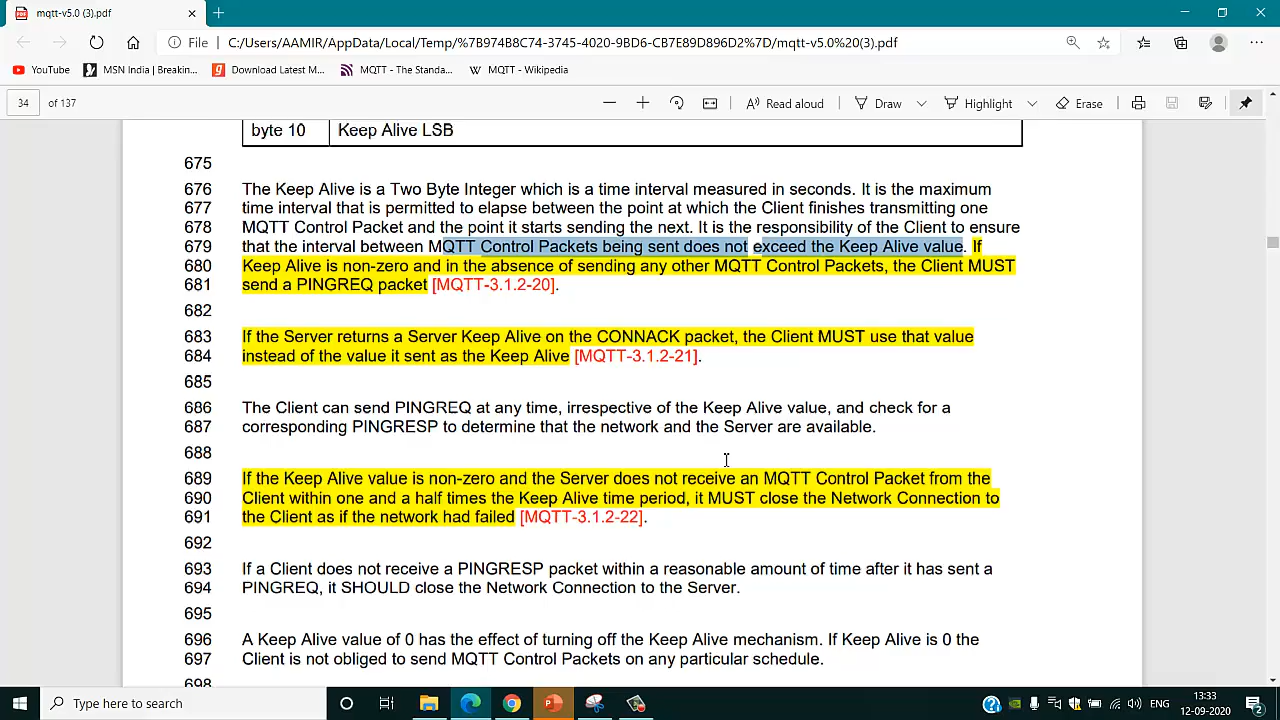 mqtt-v5.0 (3).pdf
File
C:/Users/AAMIR/AppData/Local/Temp/%7B974B8C74-3745-4020-9BD6-CB7E89D896D2%7D/mqtt-v5.0%20(3).pdf
YouTube
MSN India | Breakin...
Download Latest M...
MQTT - The Standa...
MQTT - Wikipedia
34 of 137
Read aloud
Draw
Highlight
Erase
byte 10 Keep Alive LSB
675
676 The Keep Alive is a Two Byte Integer which is a time interval measured in seconds. It is the maximum
677 time interval that is permitted to elapse between the point at which the Client finishes transmitting one
678 MQTT Control Packet and the point it starts sending the next. It is the responsibility of the Client to ensure
679 that the interval between MQTT Control Packets being sent does not exceed the Keep Alive value. If
680 Keep Alive is non-zero and in the absence of sending any other MQTT Control Packets, the Client MUST
681 send a PINGREQ packet [MQTT-3.1.2-20].
682
683 If the Server returns a Server Keep Alive on the CONNACK packet, the Client MUST use that value
684 instead of the value it sent as the Keep Alive [MQTT-3.1.2-21].
685
686 The Client can send PINGREQ at any time, irrespective of the Keep Alive value, and check for a
687 corresponding PINGRESP to determine that the network and the Server are available.
688
689 If the Keep Alive value is non-zero and the Server does not receive an MQTT Control Packet from the
690 Client within one and a half times the Keep Alive time period, it MUST close the Network Connection to
691 the Client as if the network had failed [MQTT-3.1.2-22].
692
693 If a Client does not receive a PINGRESP packet within a reasonable amount of time after it has sent a
694 PINGREQ, it SHOULD close the Network Connection to the Server.
695
696 A Keep Alive value of 0 has the effect of turning off the Keep Alive mechanism. If Keep Alive is 0 the
697 Client is not obliged to send MQTT Control Packets on any particular schedule.
698
Type here to search
ENG
13:33
12-09-2020
2